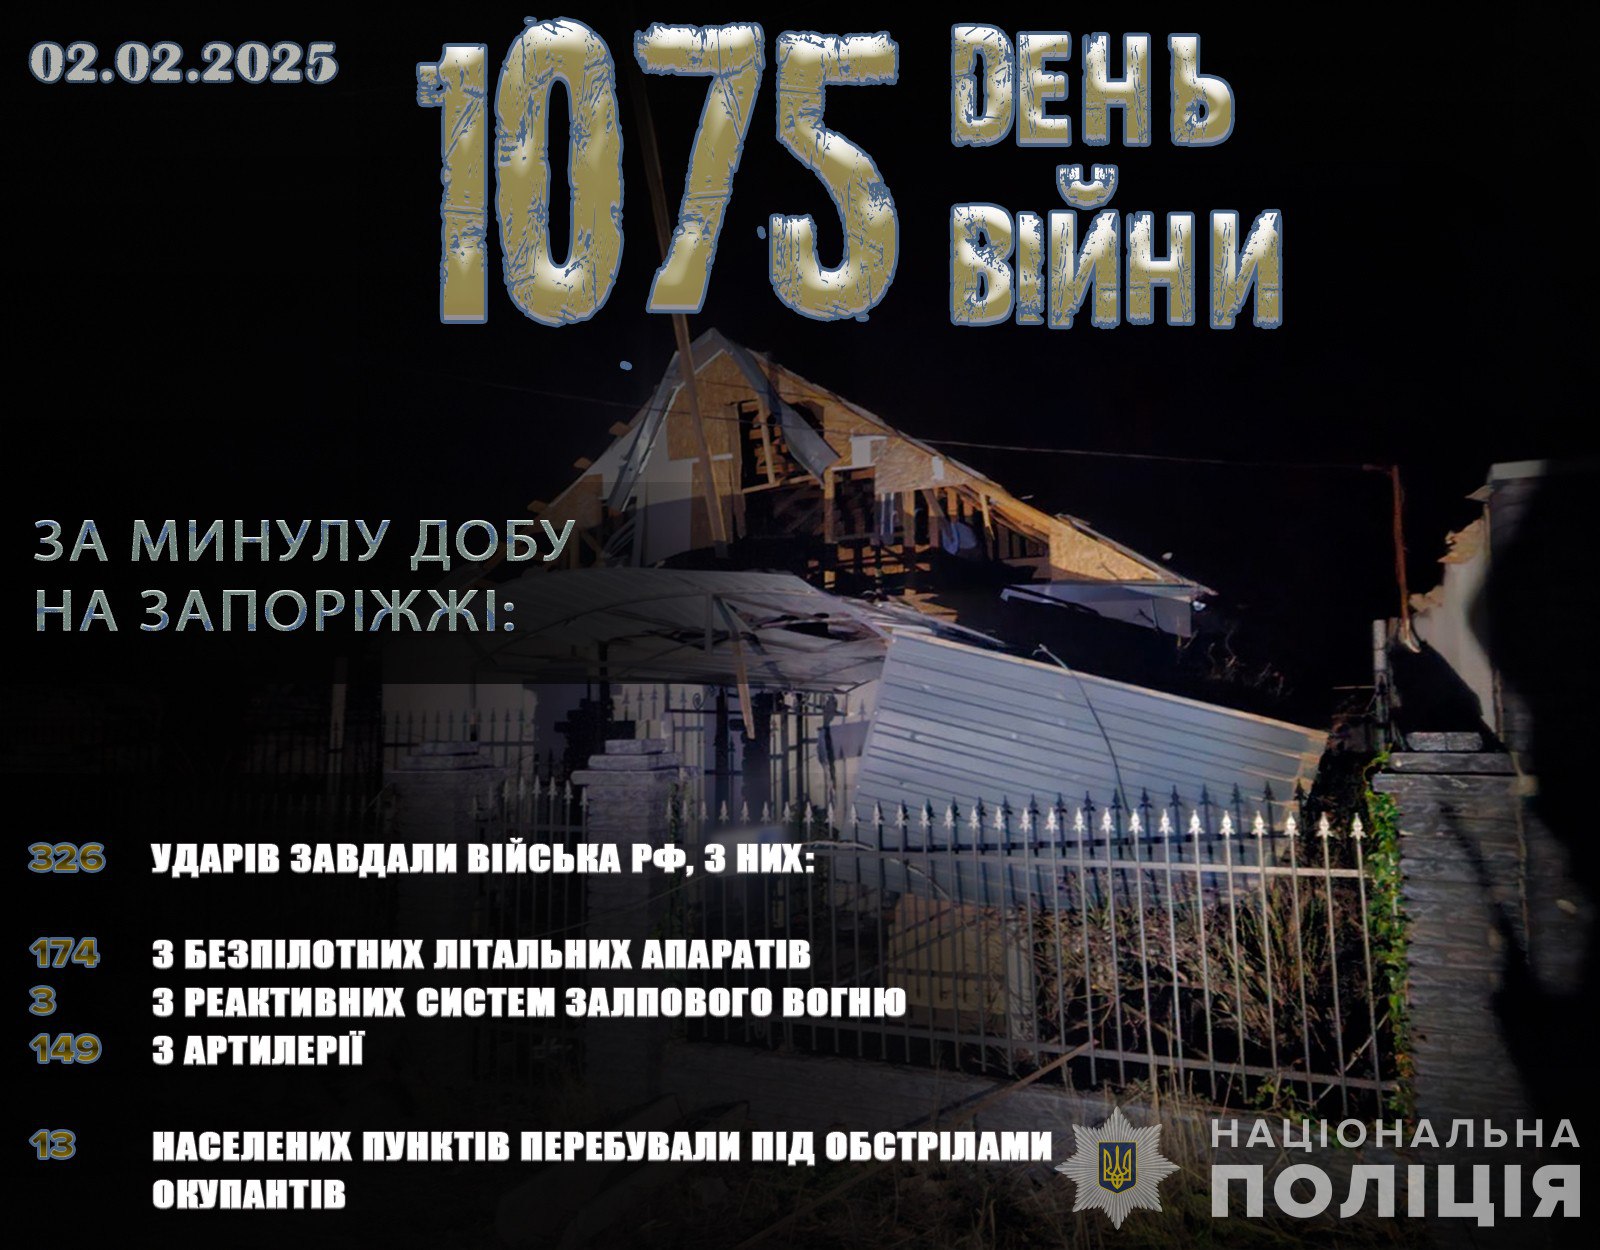 02.02.2025
1075 ДЕНЬ
ВІЙНИ
ЗА МИНУЛУ ДОБУ
НА ЗАПОРІЖЖІ:
326 УДАРІВ ЗАВДАЛИ ВІЙСЬКА РФ, З НИХ:
174 З БЕЗПІЛОТНИХ ЛІТАЛЬНИХ АПАРАТІВ
3 З РЕАКТИВНИХ СИСТЕМ ЗАЛПОВОГО ВОГНЮ
149 З АРТИЛЕРІЇ
13 НАСЕЛЕНИХ ПУНКТІВ ПЕРЕБУВАЛИ ПІД ОБСТРІЛАМИ
ОКУПАНТІВ
НАЦІОНАЛЬНА
ПОЛІЦІЯ